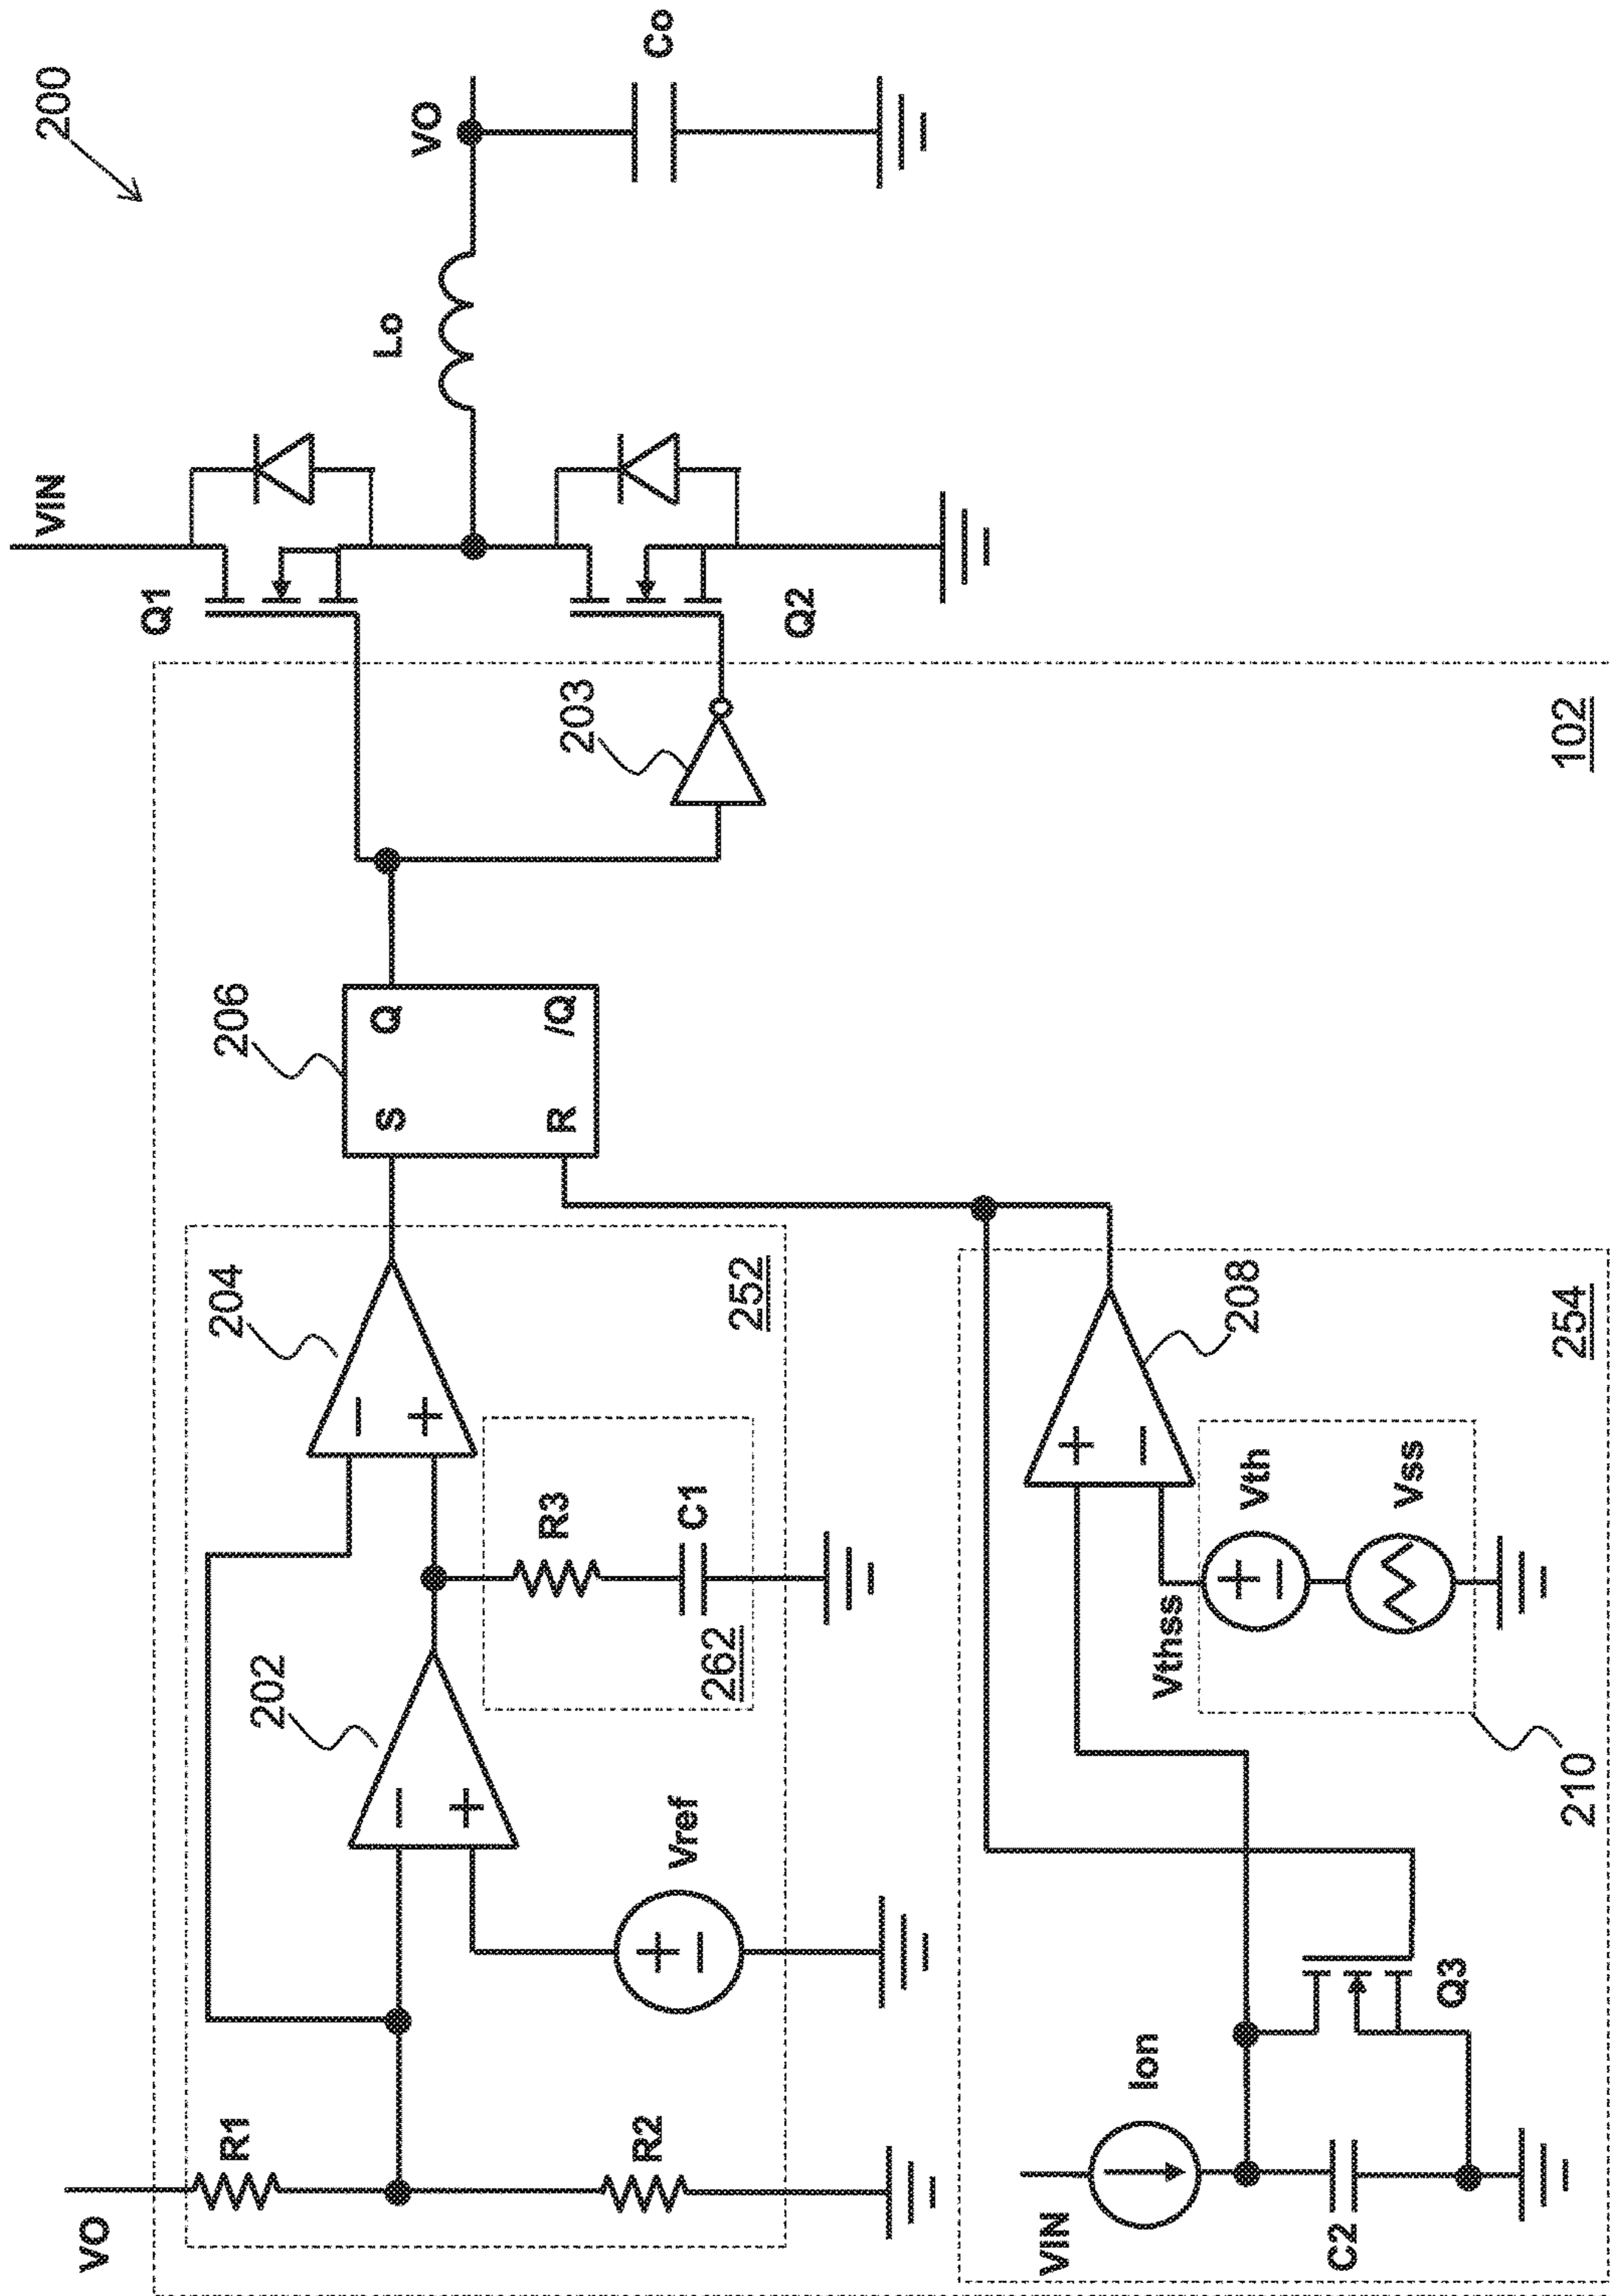 200
VIN
Q1
Lo
VO
Co
Q2
203
102
206
S
Q
R
/Q
204
−
+
252
202
−
+
R3
C1
262
Vref
+
−
VO
R1
R2
208
+
−
254
Vthss
Vth
+
−
Vss
210
VIN
Ion
C2
Q3